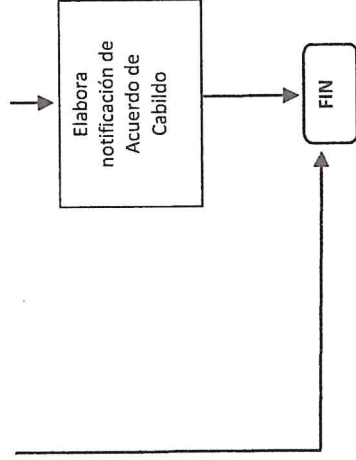 Elabora
notificación de
Acuerdo de
Cabildo
FIN